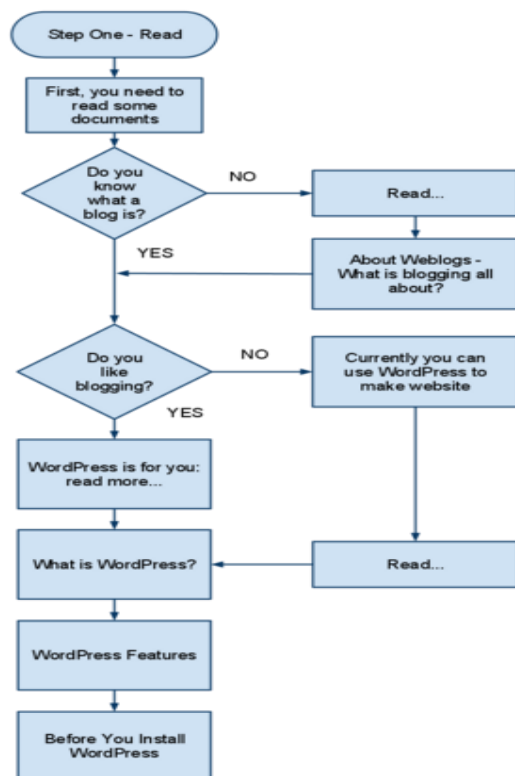 Step One - Read
First, you need to
read some
documents
Do you
know
what a
blog is?
NO
Read...
YES
About Weblogs -
What is blogging all
about?
Do you
like
blogging?
NO
Currently you can
use WordPress to
make website
YES
WordPress is for you:
read more...
What is WordPress?
Read...
WordPress Features
Before You Install
WordPress